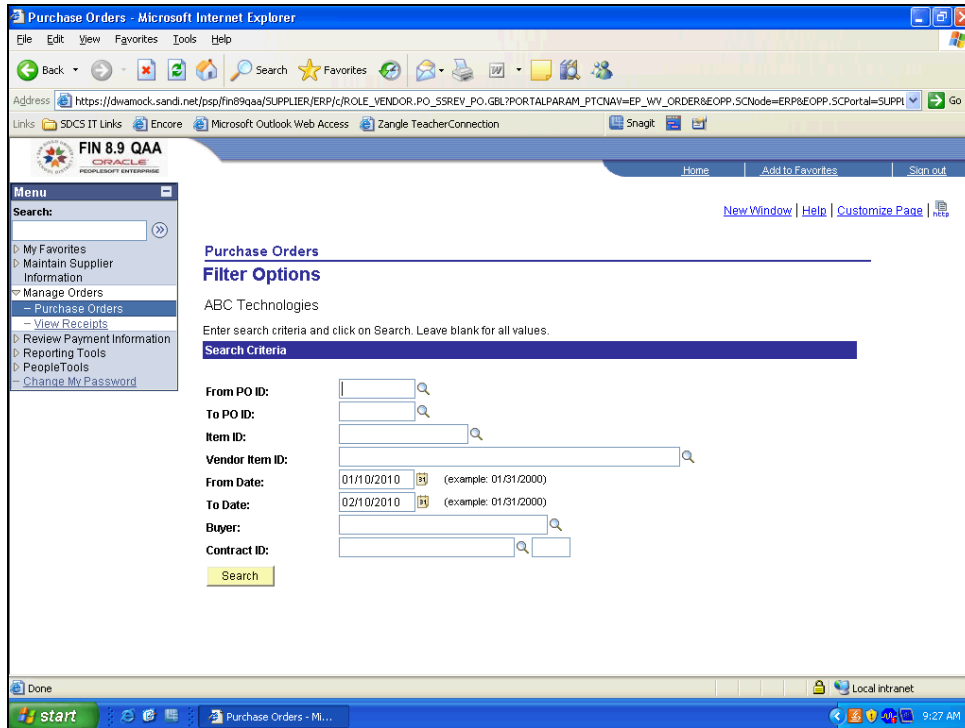 Purchase Orders - Microsoft Internet Explorer
File Edit View Favorites Tools Help
Back Search Favorites
Address https://dwamock.sandi.net/psp/fin89qaa/SUPPLIER/ERP/c/ROLE_VENDOR.PO_SSREV_PO.GBL?PORTALPARAM_PTCNAV=EP_WV_ORDER&EOPP.SCNode=ERP&EOPP.SCPortal=SUPPL Go
Links SDCS IT Links Encore Microsoft Outlook Web Access Zangle TeacherConnection Snagit
FIN 8.9 QAA
ORACLE
PEOPLESOFT ENTERPRISE
Home Add to Favorites Sign out
Menu
Search:
My Favorites
Maintain Supplier
Information
Manage Orders
– Purchase Orders
– View Receipts
Review Payment Information
Reporting Tools
PeopleTools
– Change My Password
New Window | Help | Customize Page | http
Purchase Orders
Filter Options
ABC Technologies
Enter search criteria and click on Search. Leave blank for all values.
Search Criteria
From PO ID:
To PO ID:
Item ID:
Vendor Item ID:
From Date: 01/10/2010 31 (example: 01/31/2000)
To Date: 02/10/2010 31 (example: 01/31/2000)
Buyer:
Contract ID:
Search
Done Local intranet
start Purchase Orders - Mi... 9:27 AM